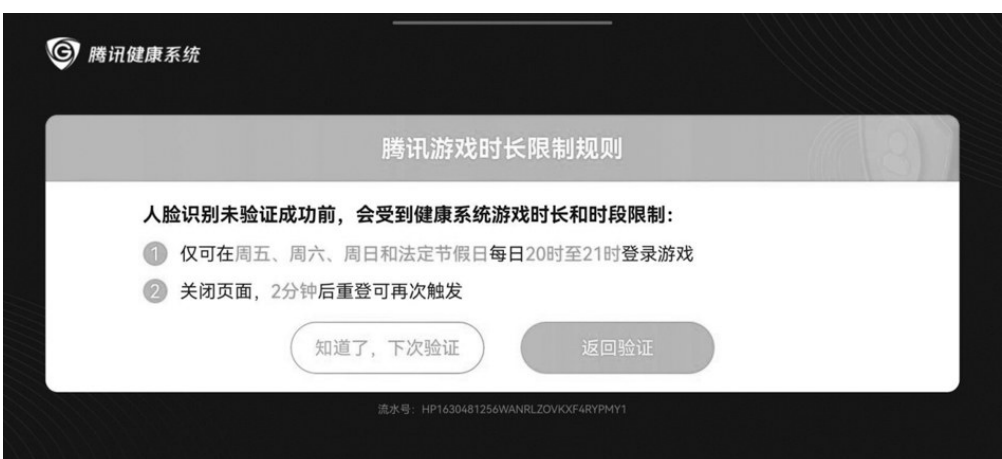 腾讯健康系统
腾讯游戏时长限制规则
人脸识别未验证成功前，会受到健康系统游戏时长和时段限制：
1 仅可在周五、周六、周日和法定节假日每日20时至21时登录游戏
2 关闭页面，2分钟后重登可再次触发
知道了，下次验证
返回验证
流水号：HP1630481256WANRLZOVKXF4RYPMY1